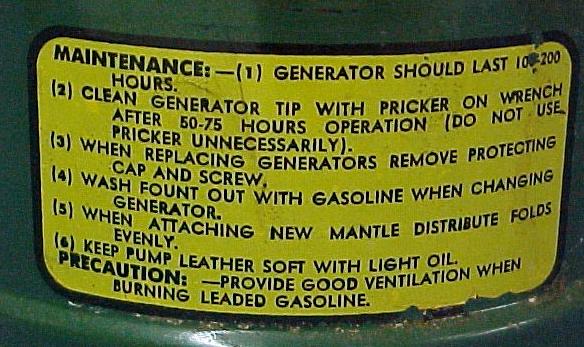 MAINTENANCE: —(1) GENERATOR SHOULD LAST 100-200
HOURS.
(2) CLEAN GENERATOR TIP WITH PRICKER ON WRENCH
AFTER 50-75 HOURS OPERATION (DO NOT USE
PRICKER UNNECESSARILY).
(3) WHEN REPLACING GENERATORS REMOVE PROTECTING
CAP AND SCREW.
(4) WASH FOUNT OUT WITH GASOLINE WHEN CHANGING
GENERATOR.
(5) WHEN ATTACHING NEW MANTLE DISTRIBUTE FOLDS
EVENLY.
(6) KEEP PUMP LEATHER SOFT WITH LIGHT OIL.
PRECAUTION: —PROVIDE GOOD VENTILATION WHEN
BURNING LEADED GASOLINE.